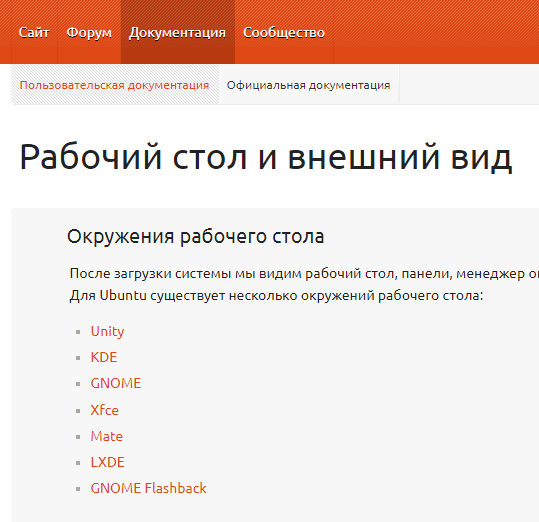 Сайт Форум Документация Сообщество
Пользовательская документация Официальная документация
Рабочий стол и внешний вид
Окружения рабочего стола
После загрузки системы мы видим рабочий стол, панели, менеджер
Для Ubuntu существует несколько окружений рабочего стола:
Unity
KDE
GNOME
Xfce
Mate
LXDE
GNOME Flashback